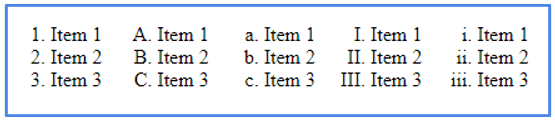 1. Item 1 A. Item 1 a. Item 1 I. Item 1 i. Item 1
2. Item 2 B. Item 2 b. Item 2 II. Item 2 ii. Item 2
3. Item 3 C. Item 3 c. Item 3 III. Item 3 iii. Item 3